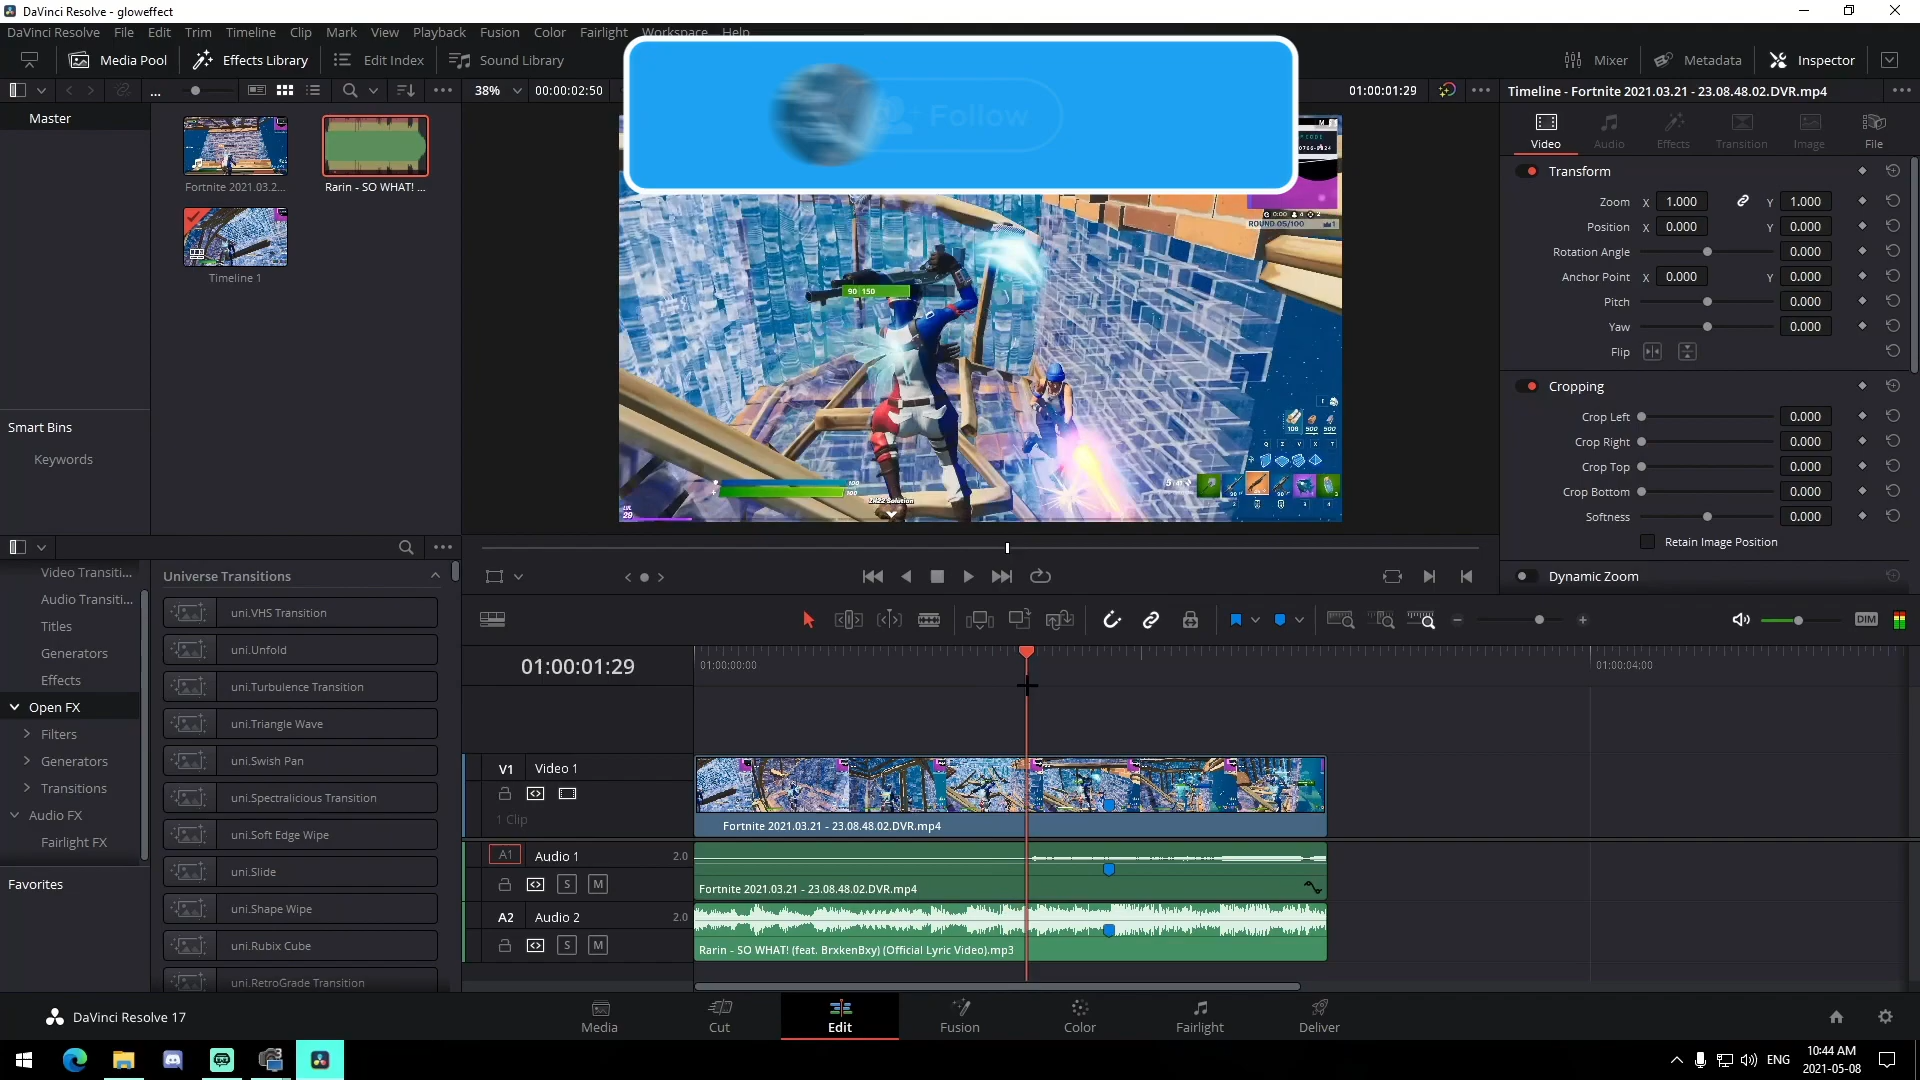 DaVinci Resolve - gloweffect
DaVinci Resolve File Edit Trim Timeline Clip Mark View Playback Fusion Color Fairlight Workspace Help
Media Pool Effects Library Edit Index Sound Library Mixer Metadata Inspector
38% 00:00:02:50 01:00:01:29 Timeline - Fortnite 2021.03.21 - 23.08.48.02.DVR.mp4
Follow
Master
Fortnite 2021.03.2...
Rarin - SO WHAT! ...
Timeline 1
Smart Bins
Keywords
ROUND 05/100
90 150
100
100
Video Audio Effects Transition Image File
Transform
Zoom X 1.000 Y 1.000
Position X 0.000 Y 0.000
Rotation Angle 0.000
Anchor Point X 0.000 Y 0.000
Pitch 0.000
Yaw 0.000
Flip
Cropping
Crop Left 0.000
Crop Right 0.000
Crop Top 0.000
Crop Bottom 0.000
Softness 0.000
Retain Image Position
Dynamic Zoom
Video Transiti...
Audio Transiti...
Titles
Generators
Effects
Open FX
Filters
Generators
Transitions
Audio FX
Fairlight FX
Favorites
Universe Transitions
uni.VHS Transition
uni.Unfold
uni.Turbulence Transition
uni.Triangle Wave
uni.Swish Pan
uni.Spectralicious Transition
uni.Soft Edge Wipe
uni.Slide
uni.Shape Wipe
uni.Rubix Cube
uni.RetroGrade Transition
DIM
01:00:01:29
01:00:00:00 01:00:04:00
V1 Video 1
1 Clip
Fortnite 2021.03.21 - 23.08.48.02.DVR.mp4
A1 Audio 1 2.0
S M
Fortnite 2021.03.21 - 23.08.48.02.DVR.mp4
A2 Audio 2 2.0
S M
Rarin - SO WHAT! (feat. BrxkenBxy) (Official Lyric Video).mp3
DaVinci Resolve 17
Media Cut Edit Fusion Color Fairlight Deliver
ENG
10:44 AM
2021-05-08